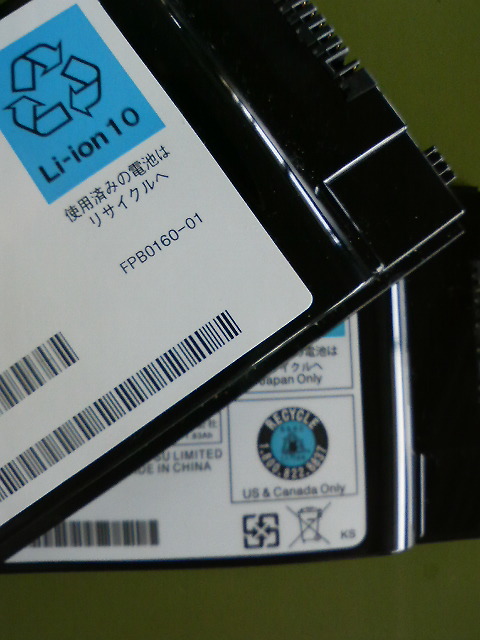 Li-ion 10
使用済みの電池は
リサイクルへ
FPB0160-01
の電池は
イクルへ
Japan Only
RECYCLE
1.800.822.8837
US & Canada Only
LIMITED
DE IN CHINA
KS